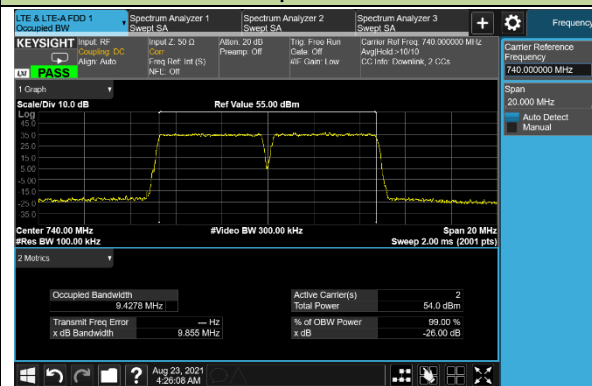 LTE & LTE-A FDD 1
Occupied BW
Spectrum Analyzer 1
Swept SA
Spectrum Analyzer 2
Swept SA
Spectrum Analyzer 3
Swept SA
+
Frequency
KEYSIGHT
LXI PASS
Input: RF
Coupling: DC
Align: Auto
Input Z: 50 Ω
Corr
Freq Ref: Int (S)
NFE: Off
Atten: 20 dB
Preamp: Off
Trig: Free Run
Gate: Off
#IF Gain: Low
Carrier Ref Freq: 740.000000 MHz
Avg|Hold:>10/10
CC Info: Downlink, 2 CCs
Carrier Reference
Frequency
740.000000 MHz
Span
20.000 MHz
Auto Detect
Manual
1 Graph
Scale/Div 10.0 dB
Ref Value 55.00 dBm
Log
45.0
35.0
25.0
15.0
5.00
-5.00
-15.0
-25.0
-35.0
Center 740.00 MHz
#Video BW 300.00 kHz
Span 20 MHz
#Res BW 100.00 kHz
Sweep 2.00 ms (2001 pts)
2 Metrics
Occupied Bandwidth
9.4278 MHz
Active Carrier(s) 2
Total Power 54.0 dBm
Transmit Freq Error --- Hz
x dB Bandwidth 9.855 MHz
% of OBW Power 99.00 %
x dB -26.00 dB
?
Aug 23, 2021
4:26:08 AM